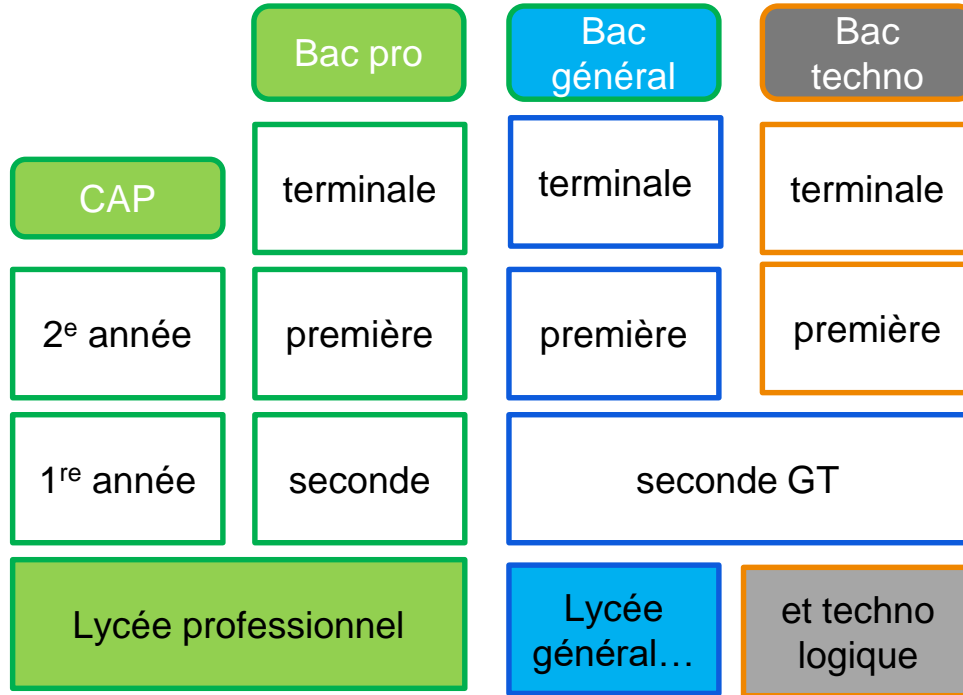 Bac pro
Bac
général
Bac
techno
CAP
terminale
terminale
terminale
2e année
première
première
première
1re année
seconde
seconde GT
Lycée professionnel
Lycée
général…
et techno
logique